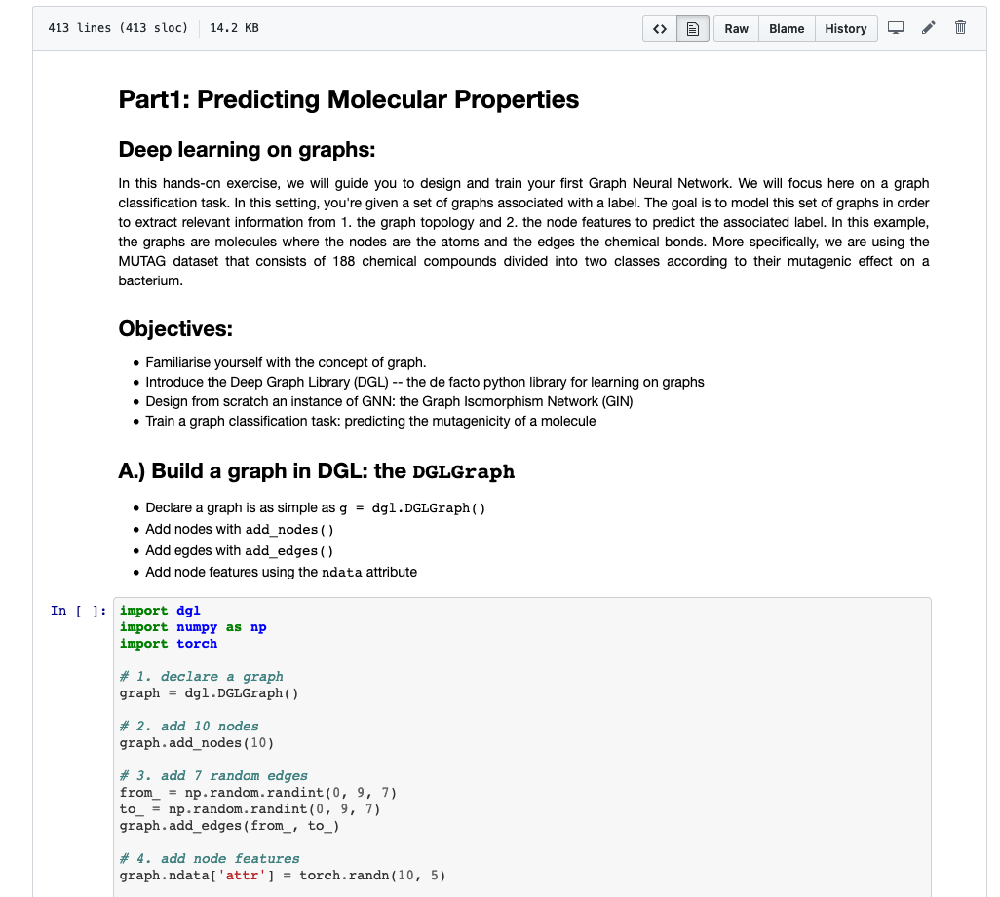 413 lines (413 sloc) 14.2 KB
<> Raw Blame History
Part1: Predicting Molecular Properties
Deep learning on graphs:
In this hands-on exercise, we will guide you to design and train your first Graph Neural Network. We will focus here on a graph
classification task. In this setting, you're given a set of graphs associated with a label. The goal is to model this set of graphs in order
to extract relevant information from 1. the graph topology and 2. the node features to predict the associated label. In this example,
the graphs are molecules where the nodes are the atoms and the edges the chemical bonds. More specifically, we are using the
MUTAG dataset that consists of 188 chemical compounds divided into two classes according to their mutagenic effect on a
bacterium.
Objectives:
• Familiarise yourself with the concept of graph.
• Introduce the Deep Graph Library (DGL) -- the de facto python library for learning on graphs
• Design from scratch an instance of GNN: the Graph Isomorphism Network (GIN)
• Train a graph classification task: predicting the mutagenicity of a molecule
A.) Build a graph in DGL: the DGLGraph
• Declare a graph is as simple as g = dgl.DGLGraph()
• Add nodes with add_nodes()
• Add egdes with add_edges()
• Add node features using the ndata attribute
In [ ]: import dgl
import numpy as np
import torch
# 1. declare a graph
graph = dgl.DGLGraph()
# 2. add 10 nodes
graph.add_nodes(10)
# 3. add 7 random edges
from_ = np.random.randint(0, 9, 7)
to_ = np.random.randint(0, 9, 7)
graph.add_edges(from_, to_)
# 4. add node features
graph.ndata['attr'] = torch.randn(10, 5)